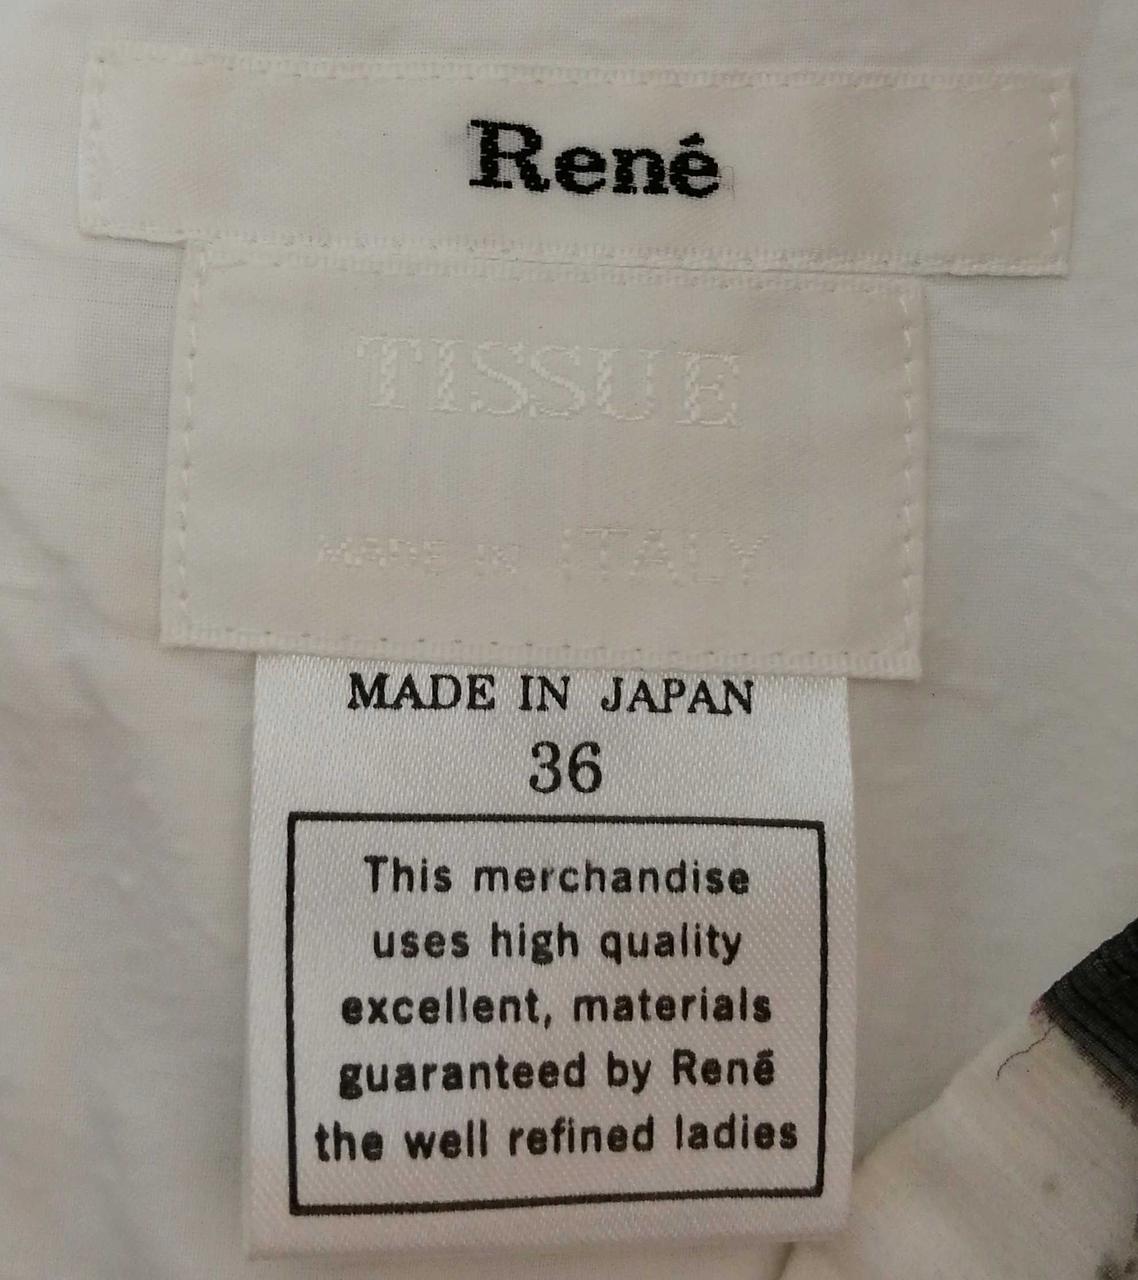 René
TISSUE
MADE IN ITALY
MADE IN JAPAN
36
This merchandise
uses high quality
excellent, materials
guaranteed by René
the well refined ladies